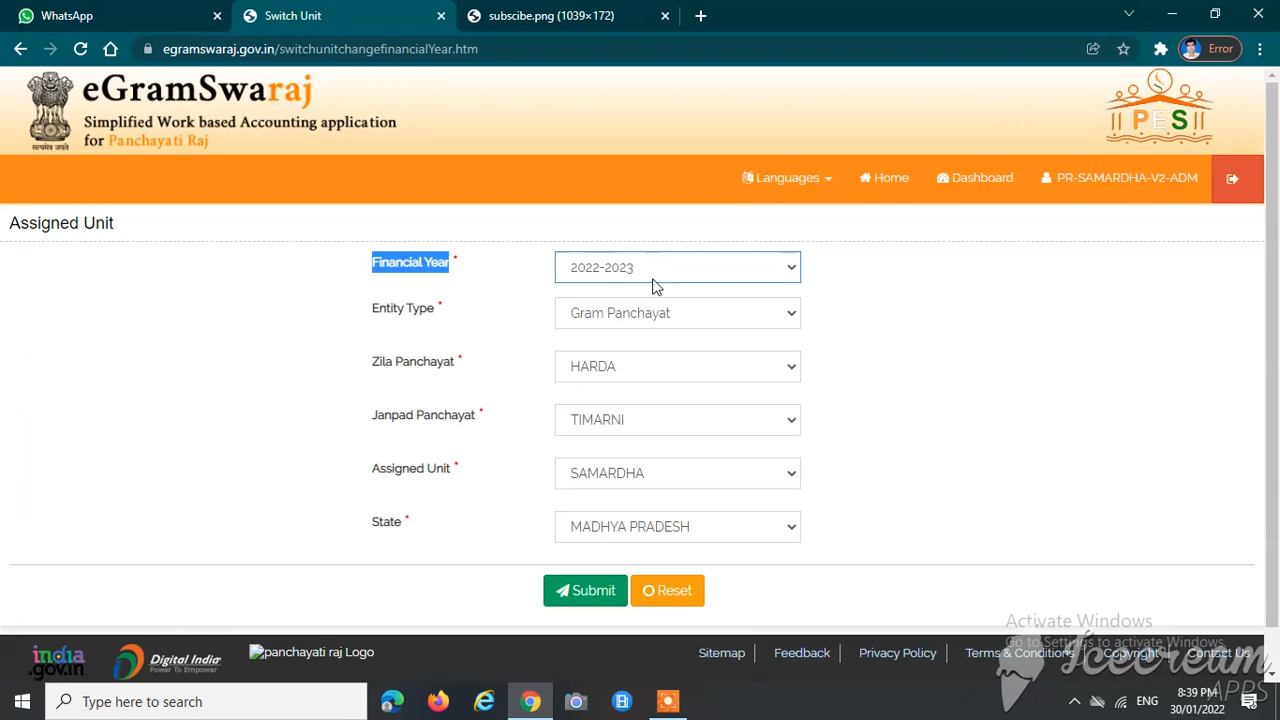 WhatsApp
Switch Unit
subscibe.png (1039×172)
egramswaraj.gov.in/switchunitchangefinancialYear.htm
Error
eGramSwaraj
Simplified Work based Accounting application
for Panchayati Raj
सत्यमेव जयते
PES
Languages
Home
Dashboard
PR-SAMARDHA-V2-ADM
Assigned Unit
Financial Year *
2022-2023
Entity Type *
Gram Panchayat
Zila Panchayat *
HARDA
Janpad Panchayat *
TIMARNI
Assigned Unit *
SAMARDHA
State *
MADHYA PRADESH
Submit
Reset
Activate Windows
Go to Settings to activate Windows.
india.gov.in
Digital India
Power To Empower
panchayati raj Logo
Sitemap
Feedback
Privacy Policy
Terms & Conditions
Copyright
Contact Us
Icecream
APPS
Type here to search
ENG
8:39 PM
30/01/2022